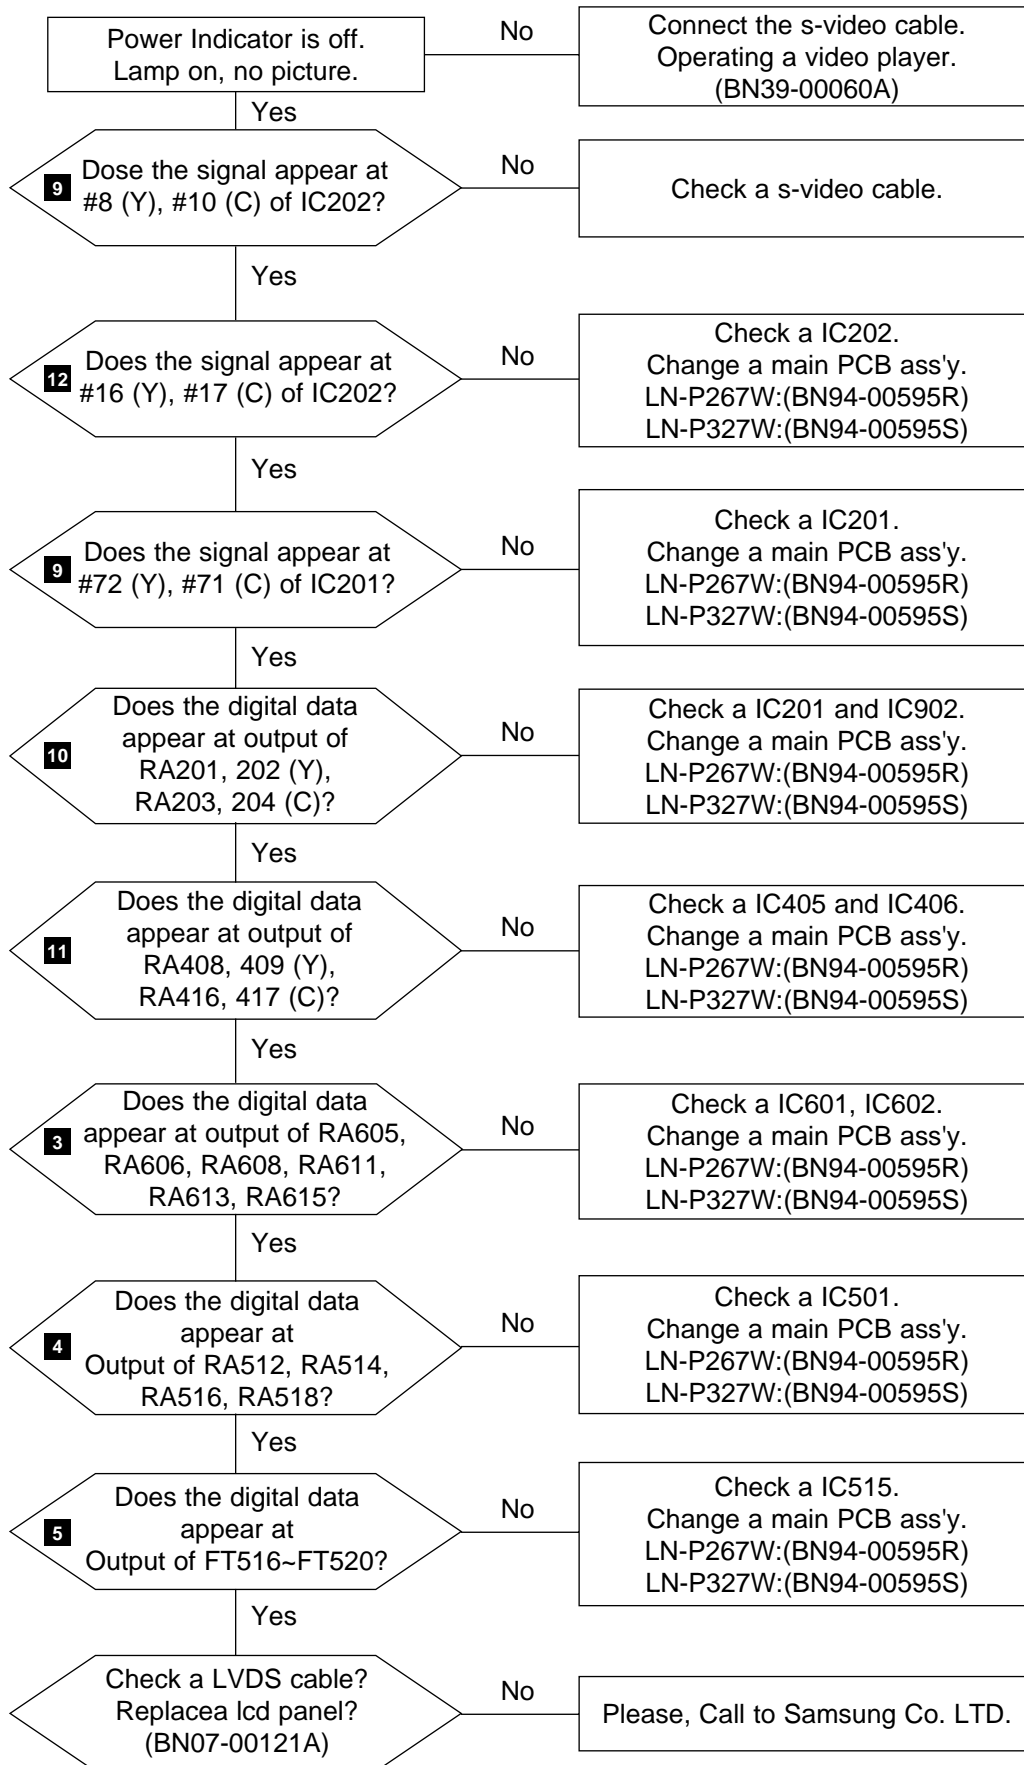 Power Indicator is off.
Lamp on, no picture.
No
Connect the s-video cable.
Operating a video player.
(BN39-00060A)
Yes
9
Dose the signal appear at
#8 (Y), #10 (C) of IC202?
No
Check a s-video cable.
Yes
12
Does the signal appear at
#16 (Y), #17 (C) of IC202?
No
Check a IC202.
Change a main PCB ass'y.
LN-P267W:(BN94-00595R)
LN-P327W:(BN94-00595S)
Yes
9
Does the signal appear at
#72 (Y), #71 (C) of IC201?
No
Check a IC201.
Change a main PCB ass'y.
LN-P267W:(BN94-00595R)
LN-P327W:(BN94-00595S)
Yes
10
Does the digital data
appear at output of
RA201, 202 (Y),
RA203, 204 (C)?
No
Check a IC201 and IC902.
Change a main PCB ass'y.
LN-P267W:(BN94-00595R)
LN-P327W:(BN94-00595S)
Yes
11
Does the digital data
appear at output of
RA408, 409 (Y),
RA416, 417 (C)?
No
Check a IC405 and IC406.
Change a main PCB ass'y.
LN-P267W:(BN94-00595R)
LN-P327W:(BN94-00595S)
Yes
3
Does the digital data
appear at output of RA605,
RA606, RA608, RA611,
RA613, RA615?
No
Check a IC601, IC602.
Change a main PCB ass'y.
LN-P267W:(BN94-00595R)
LN-P327W:(BN94-00595S)
Yes
4
Does the digital data
appear at
Output of RA512, RA514,
RA516, RA518?
No
Check a IC501.
Change a main PCB ass'y.
LN-P267W:(BN94-00595R)
LN-P327W:(BN94-00595S)
Yes
5
Does the digital data
appear at
Output of FT516~FT520?
No
Check a IC515.
Change a main PCB ass'y.
LN-P267W:(BN94-00595R)
LN-P327W:(BN94-00595S)
Yes
Check a LVDS cable?
Replacea lcd panel?
(BN07-00121A)
No
Please, Call to Samsung Co. LTD.